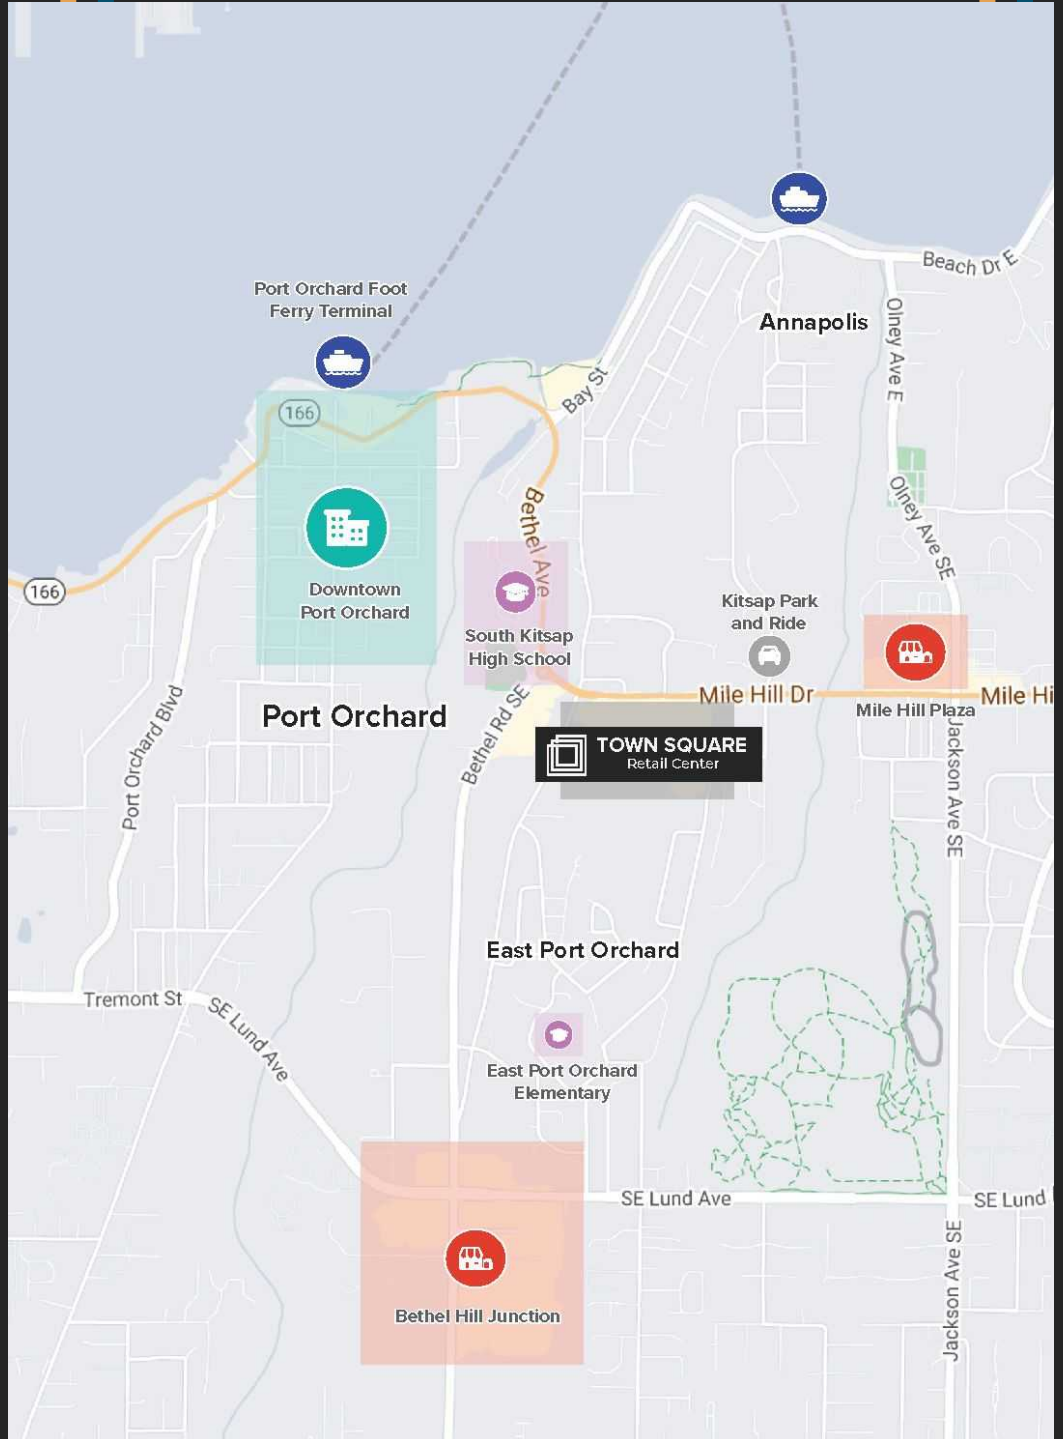 Beach Dr E
Port Orchard Foot
Ferry Terminal
Annapolis
Olney Ave E
Bay St
166
Bethel Ave
Olney Ave SE
166
Downtown
Port Orchard
Kitsap Park
and Ride
South Kitsap
High School
Mile Hill Dr
Mile Hi
Mile Hill Plaza
Port Orchard
Bethel Rd SE
Port Orchard Blvd
TOWN SQUARE
Retail Center
Jackson Ave SE
East Port Orchard
Tremont St
SE Lund Ave
East Port Orchard
Elementary
SE Lund Ave
SE Lund
Jackson Ave SE
Bethel Hill Junction